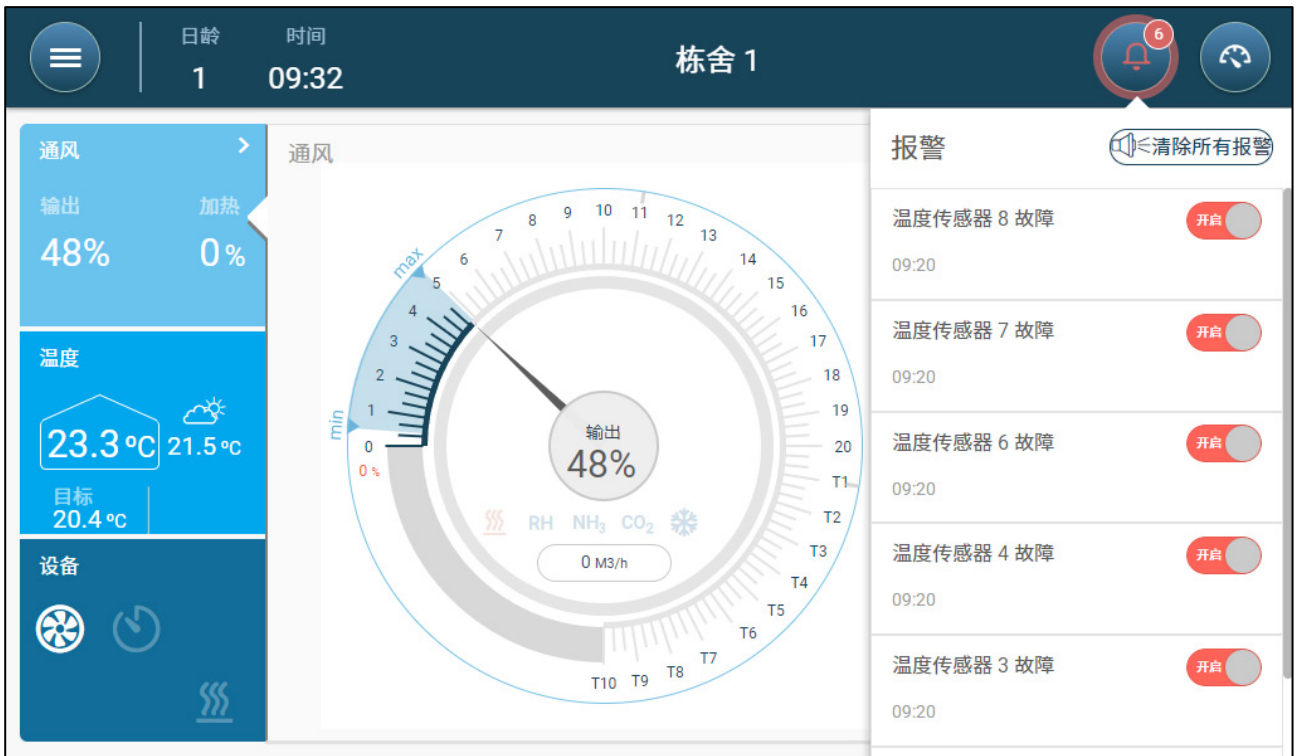 日龄
1
时间
09:32
栋舍 1
6
通风
输出
48%
加热
0 %
温度
23.3 ºC
21.5 ºC
目标
20.4 ºC
设备
通风
min
max
0
1
2
3
4
5
6
7
8
9
10
11
12
13
14
15
16
17
18
19
20
T1
T2
T3
T4
T5
T6
T7
T8
T9
T10
0 %
输出
48%
RH NH₃ CO₂
0 M3/h
报警
清除所有报警
温度传感器 8 故障
开启
09:20
温度传感器 7 故障
开启
09:20
温度传感器 6 故障
开启
09:20
温度传感器 4 故障
开启
09:20
温度传感器 3 故障
开启
09:20